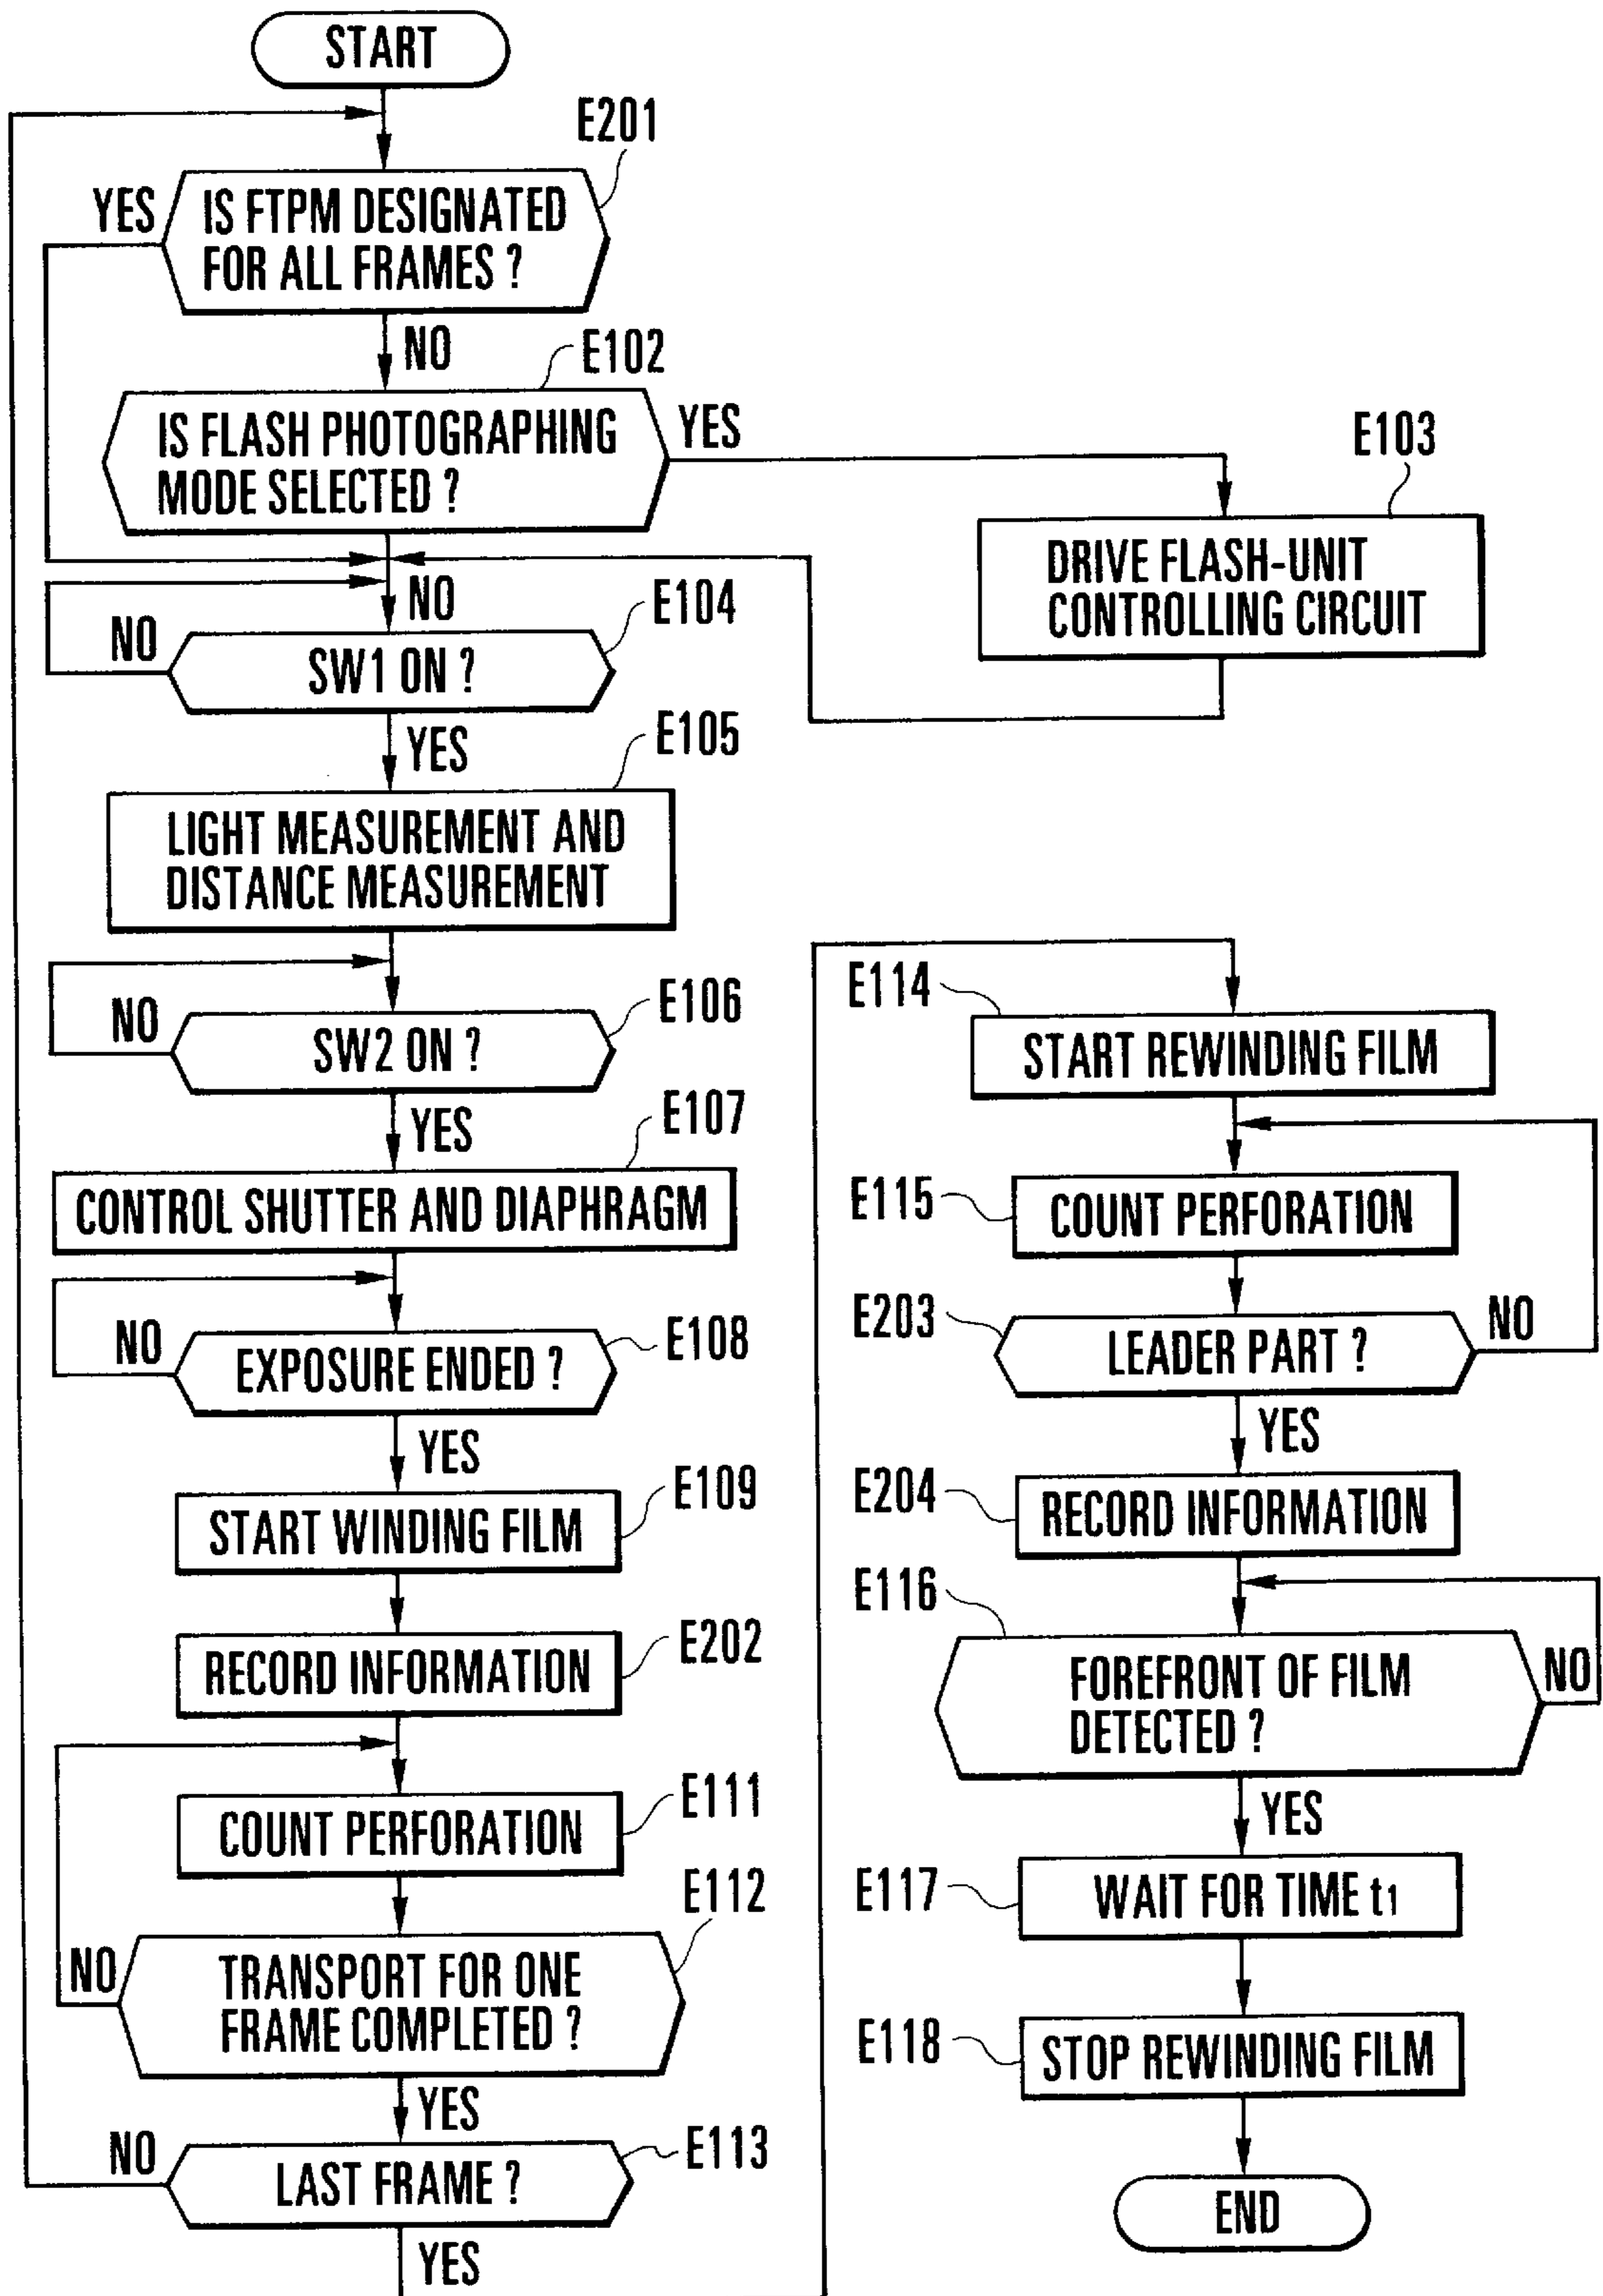 START
E201
YES
IS FTPM DESIGNATED
FOR ALL FRAMES ?
NO
E102
IS FLASH PHOTOGRAPHING
MODE SELECTED ?
YES
E103
DRIVE FLASH-UNIT
CONTROLLING CIRCUIT
NO
E104
NO
SW1 ON ?
YES
E105
LIGHT MEASUREMENT AND
DISTANCE MEASUREMENT
E106
NO
SW2 ON ?
YES
E107
CONTROL SHUTTER AND DIAPHRAGM
NO
EXPOSURE ENDED ?
E108
YES
E109
START WINDING FILM
E202
RECORD INFORMATION
E111
COUNT PERFORATION
E112
NO
TRANSPORT FOR ONE
FRAME COMPLETED ?
YES
NO
E113
LAST FRAME ?
YES
E114
START REWINDING FILM
E115
COUNT PERFORATION
E203
NO
LEADER PART ?
YES
E204
RECORD INFORMATION
E116
FOREFRONT OF FILM
DETECTED ?
NO
YES
E117
WAIT FOR TIME t1
E118
STOP REWINDING FILM
END